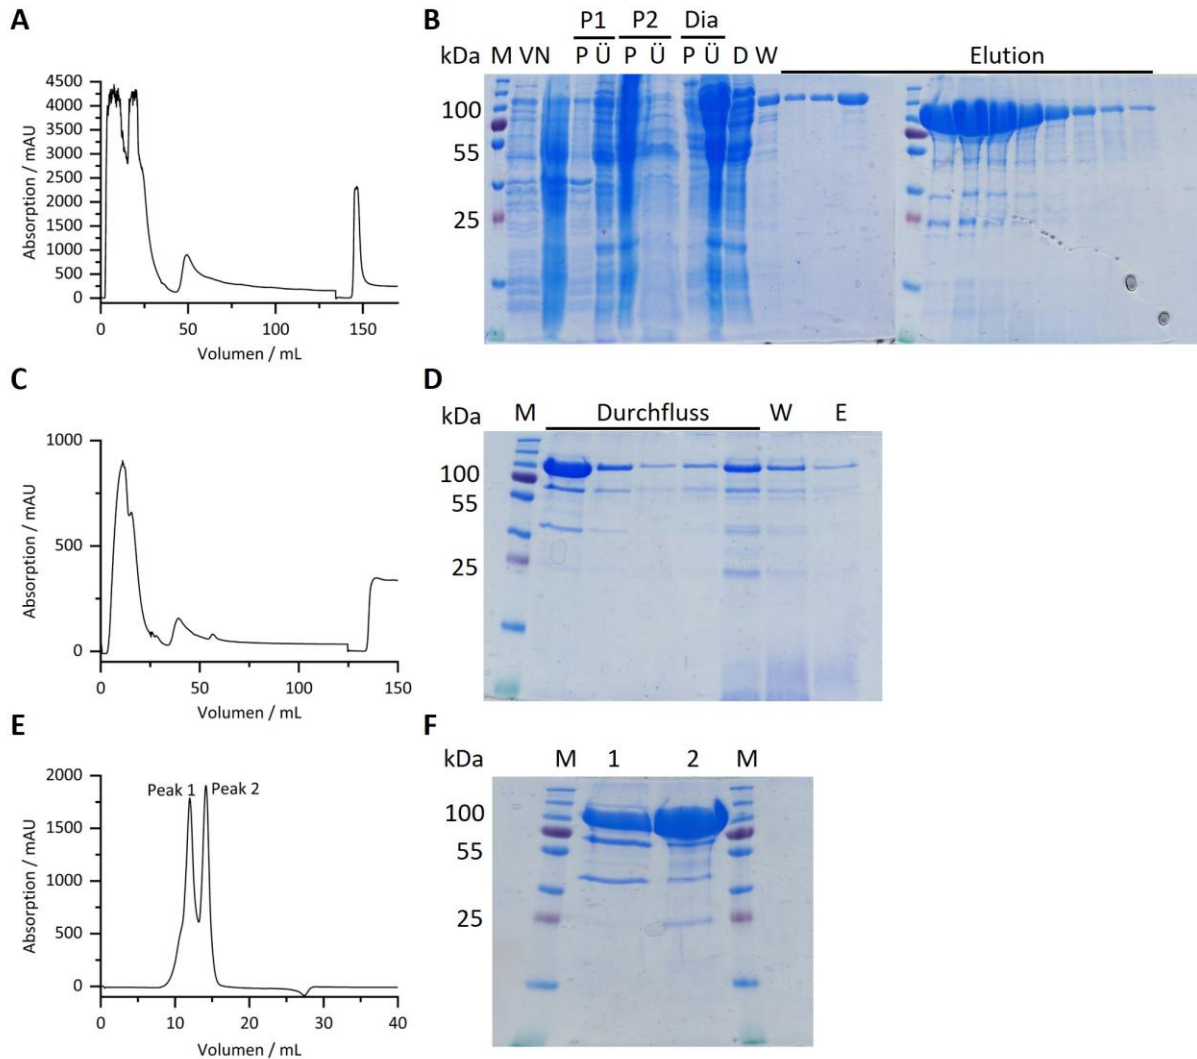 A
4500
4000
3500
3000
2500
2000
1500
1000
500
0
Absorption / mAU
0 50 100 150
Volumen / mL
B
P1 P2 Dia
kDa M VN P Ü P Ü P Ü D W Elution
100
55
25
C
1000
500
0
Absorption / mAU
0 50 100 150
Volumen / mL
D
kDa M Durchfluss W E
100
55
25
E
2000
1500
1000
500
0
Absorption / mAU
Peak 1 Peak 2
0 10 20 30 40
Volumen / mL
F
kDa M 1 2 M
100
55
25